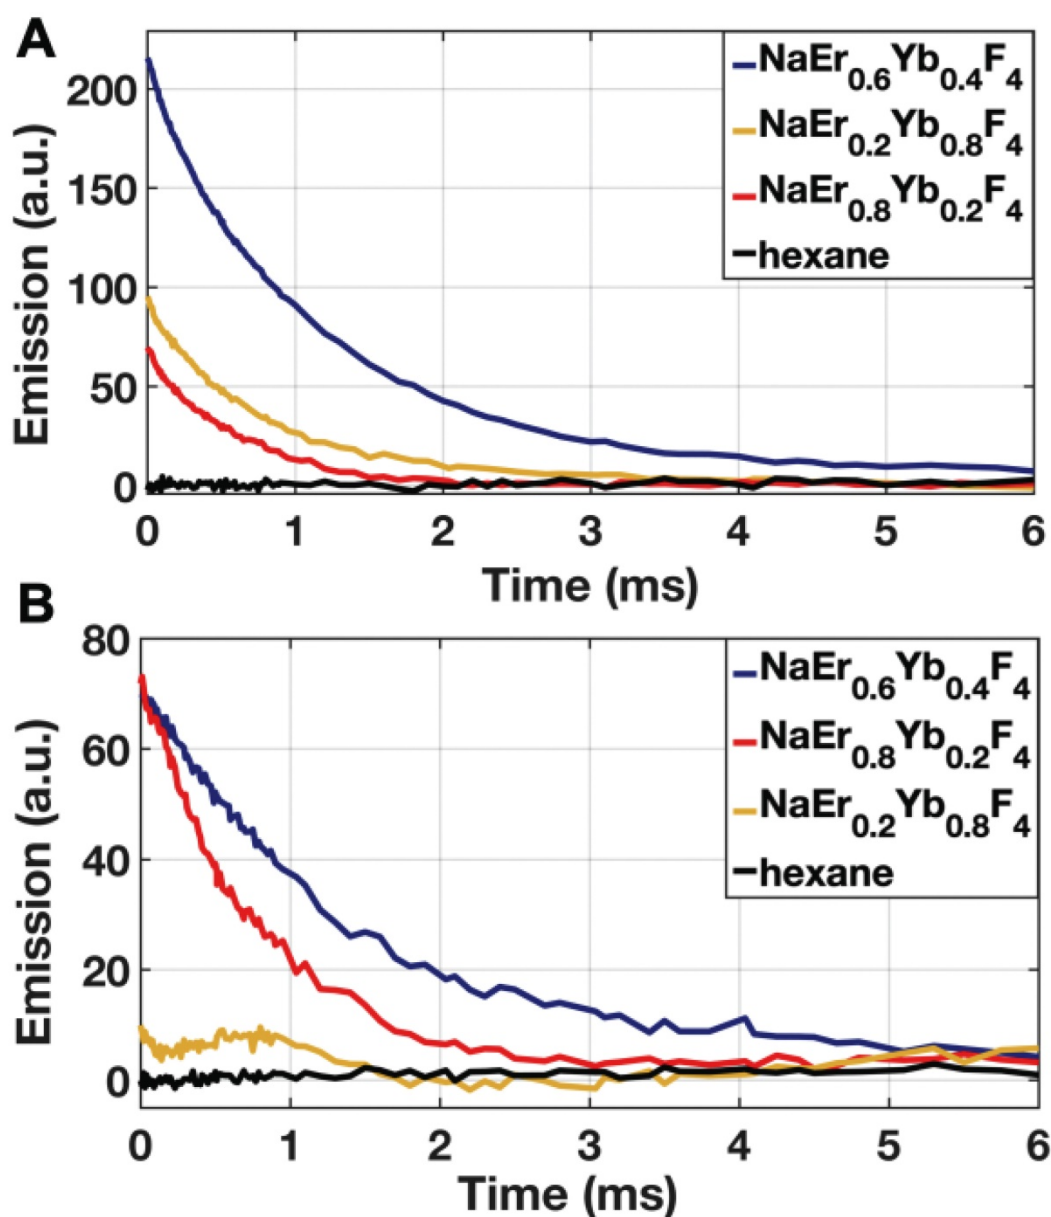 A
NaEr0.6Yb0.4F4
NaEr0.2Yb0.8F4
NaEr0.8Yb0.2F4
hexane
200
150
100
50
0
Emission (a.u.)
0 1 2 3 4 5 6
Time (ms)
B
NaEr0.6Yb0.4F4
NaEr0.8Yb0.2F4
NaEr0.2Yb0.8F4
hexane
80
60
40
20
0
Emission (a.u.)
0 1 2 3 4 5 6
Time (ms)